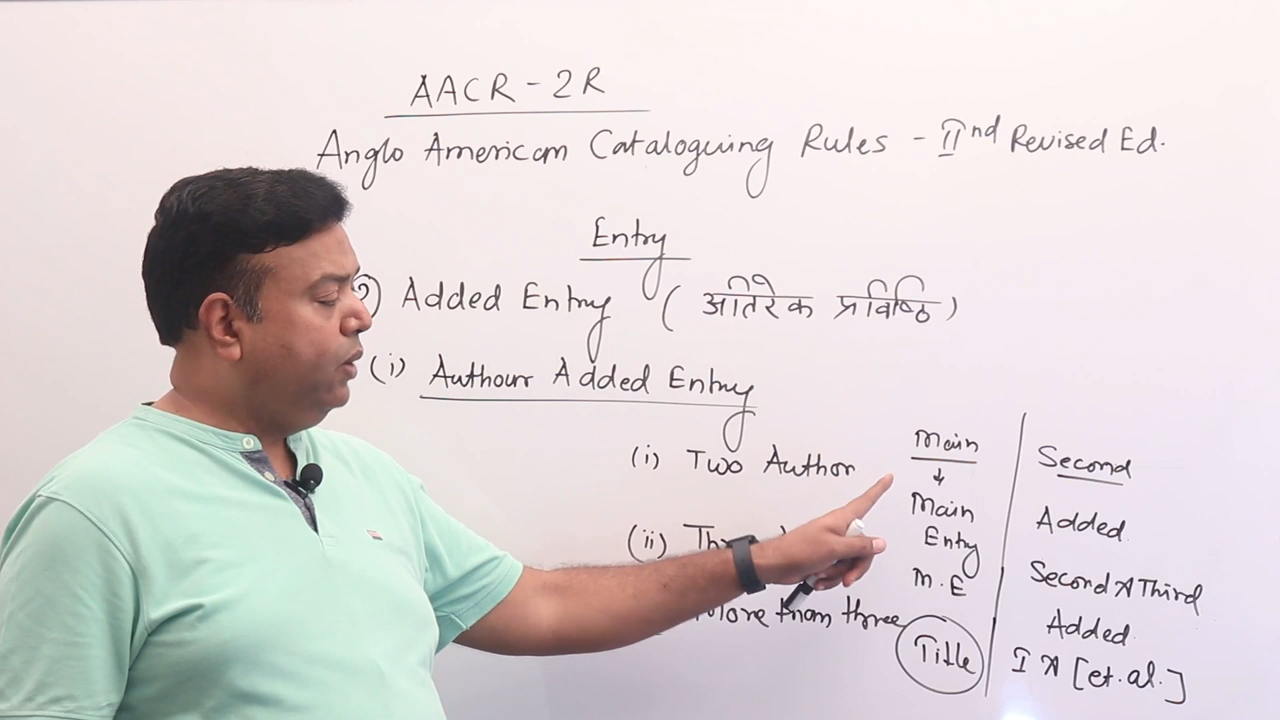 AACR - 2R
Anglo American Cataloguing Rules - IInd Revised Ed.
Entry
Added Entry (अतिरेक प्रविष्ठि)
(i) Authour Added Entry
(i) Two Author
(ii)
More than three
Main
↓
Main
Entry
M.E
Title
Second
Added.
Second & Third
Added.
I A [et.al.]